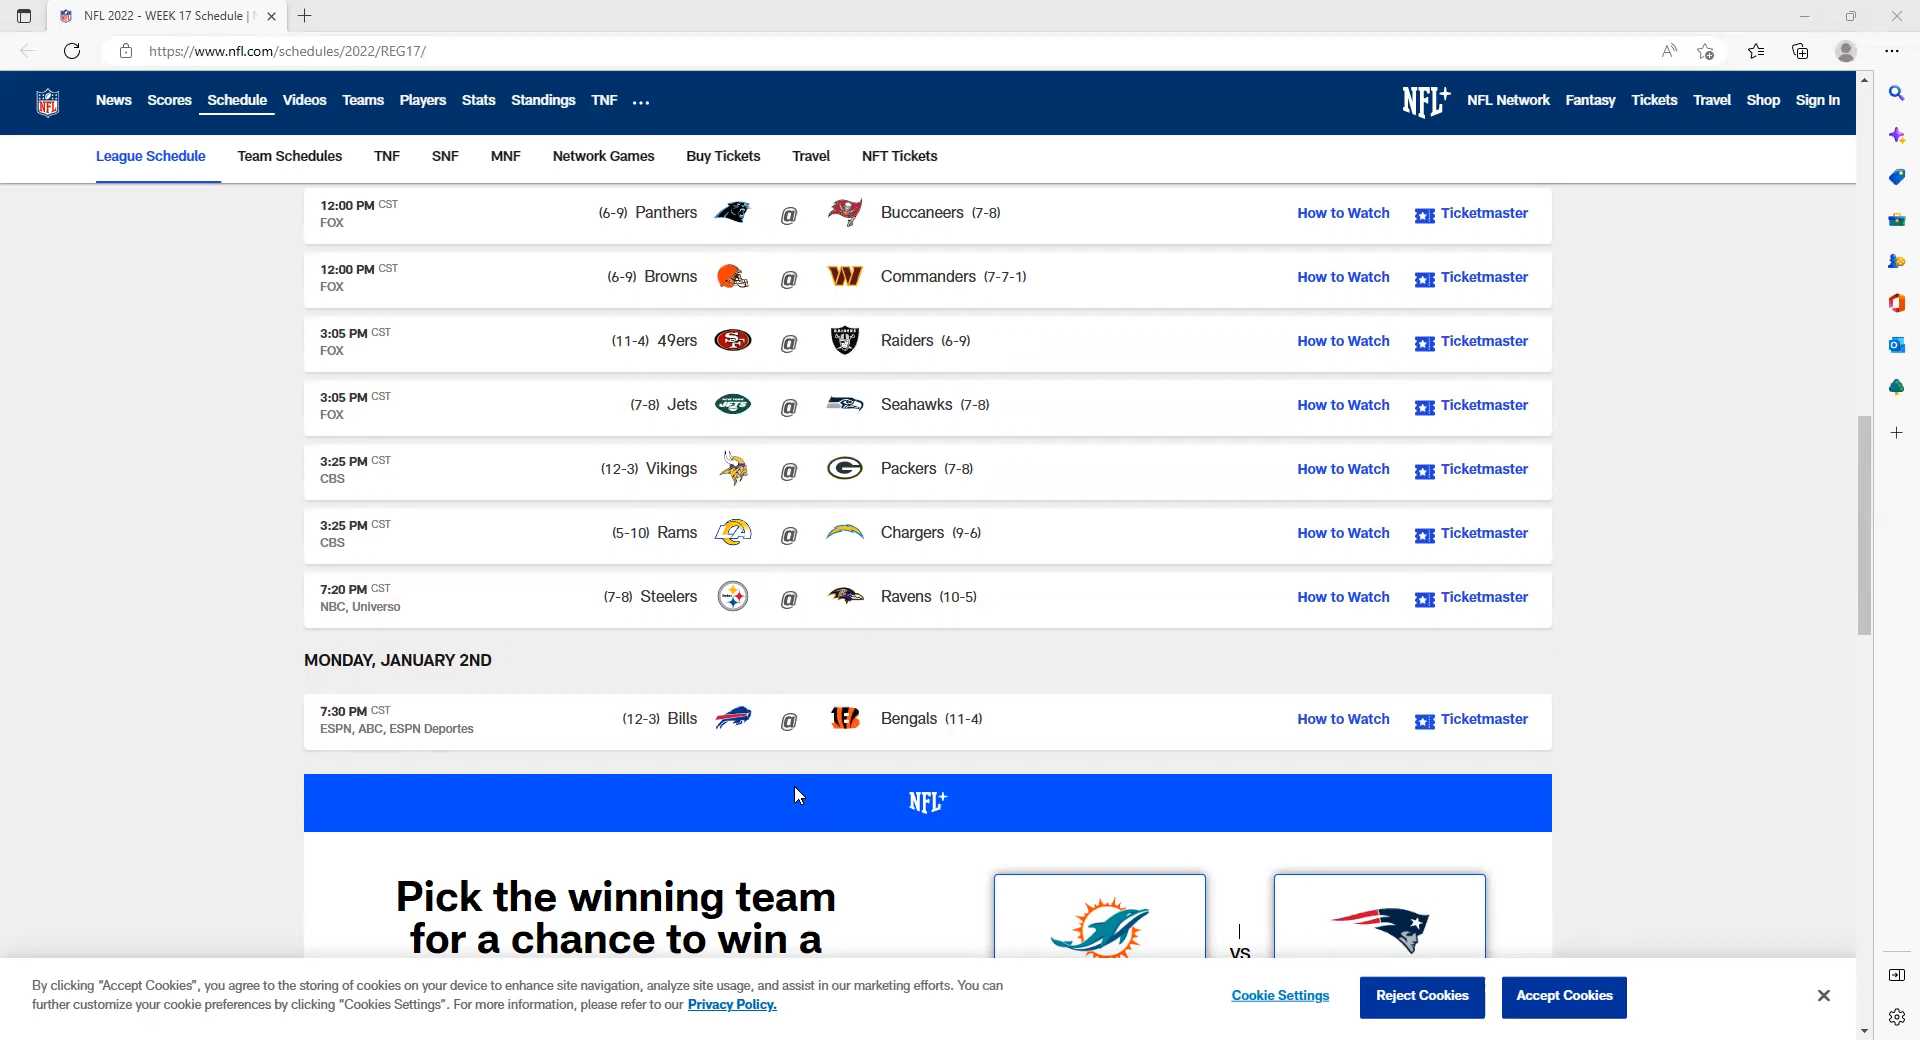 NFL 2022 - WEEK 17 Schedule |
https://www.nfl.com/schedules/2022/REG17/
NFL News Scores Schedule Videos Teams Players Stats Standings TNF ... NFL+ NFL Network Fantasy Tickets Travel Shop Sign In
League Schedule Team Schedules TNF SNF MNF Network Games Buy Tickets Travel NFT Tickets
12:00 PM CST
FOX
(6-9) Panthers @ Buccaneers (7-8) How to Watch Ticketmaster
12:00 PM CST
FOX
(6-9) Browns @ Commanders (7-7-1) How to Watch Ticketmaster
3:05 PM CST
FOX
(11-4) 49ers @ Raiders (6-9) How to Watch Ticketmaster
3:05 PM CST
FOX
(7-8) Jets @ Seahawks (7-8) How to Watch Ticketmaster
3:25 PM CST
CBS
(12-3) Vikings @ Packers (7-8) How to Watch Ticketmaster
3:25 PM CST
CBS
(5-10) Rams @ Chargers (9-6) How to Watch Ticketmaster
7:20 PM CST
NBC, Universo
(7-8) Steelers @ Ravens (10-5) How to Watch Ticketmaster
MONDAY, JANUARY 2ND
7:30 PM CST
ESPN, ABC, ESPN Deportes
(12-3) Bills @ Bengals (11-4) How to Watch Ticketmaster
NFL+
Pick the winning team
for a chance to win a
VS
By clicking "Accept Cookies", you agree to the storing of cookies on your device to enhance site navigation, analyze site usage, and assist in our marketing efforts. You can
further customize your cookie preferences by clicking "Cookies Settings". For more information, please refer to our Privacy Policy.
Cookie Settings Reject Cookies Accept Cookies